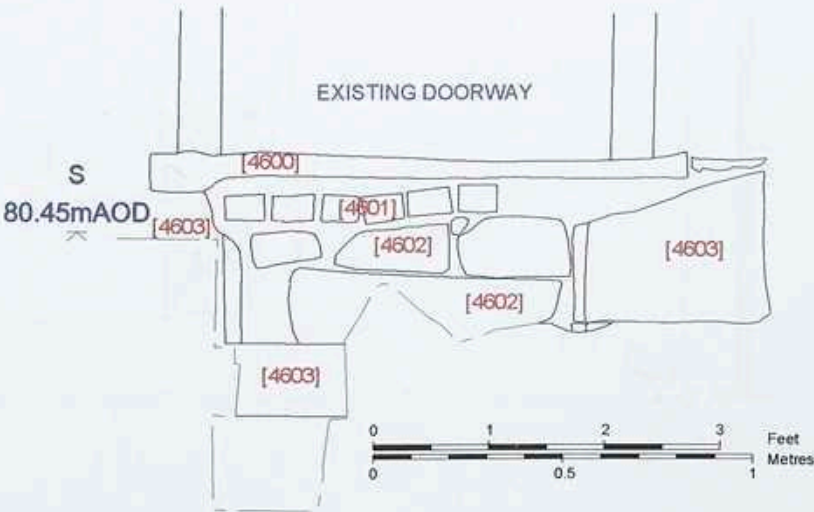 EXISTING DOORWAY
[4600]
S
[4601]
80.45mAOD
[4603]
[4602]
[4603]
[4602]
[4603]
0 1 2 3 Feet
0 0.5 1 Metres